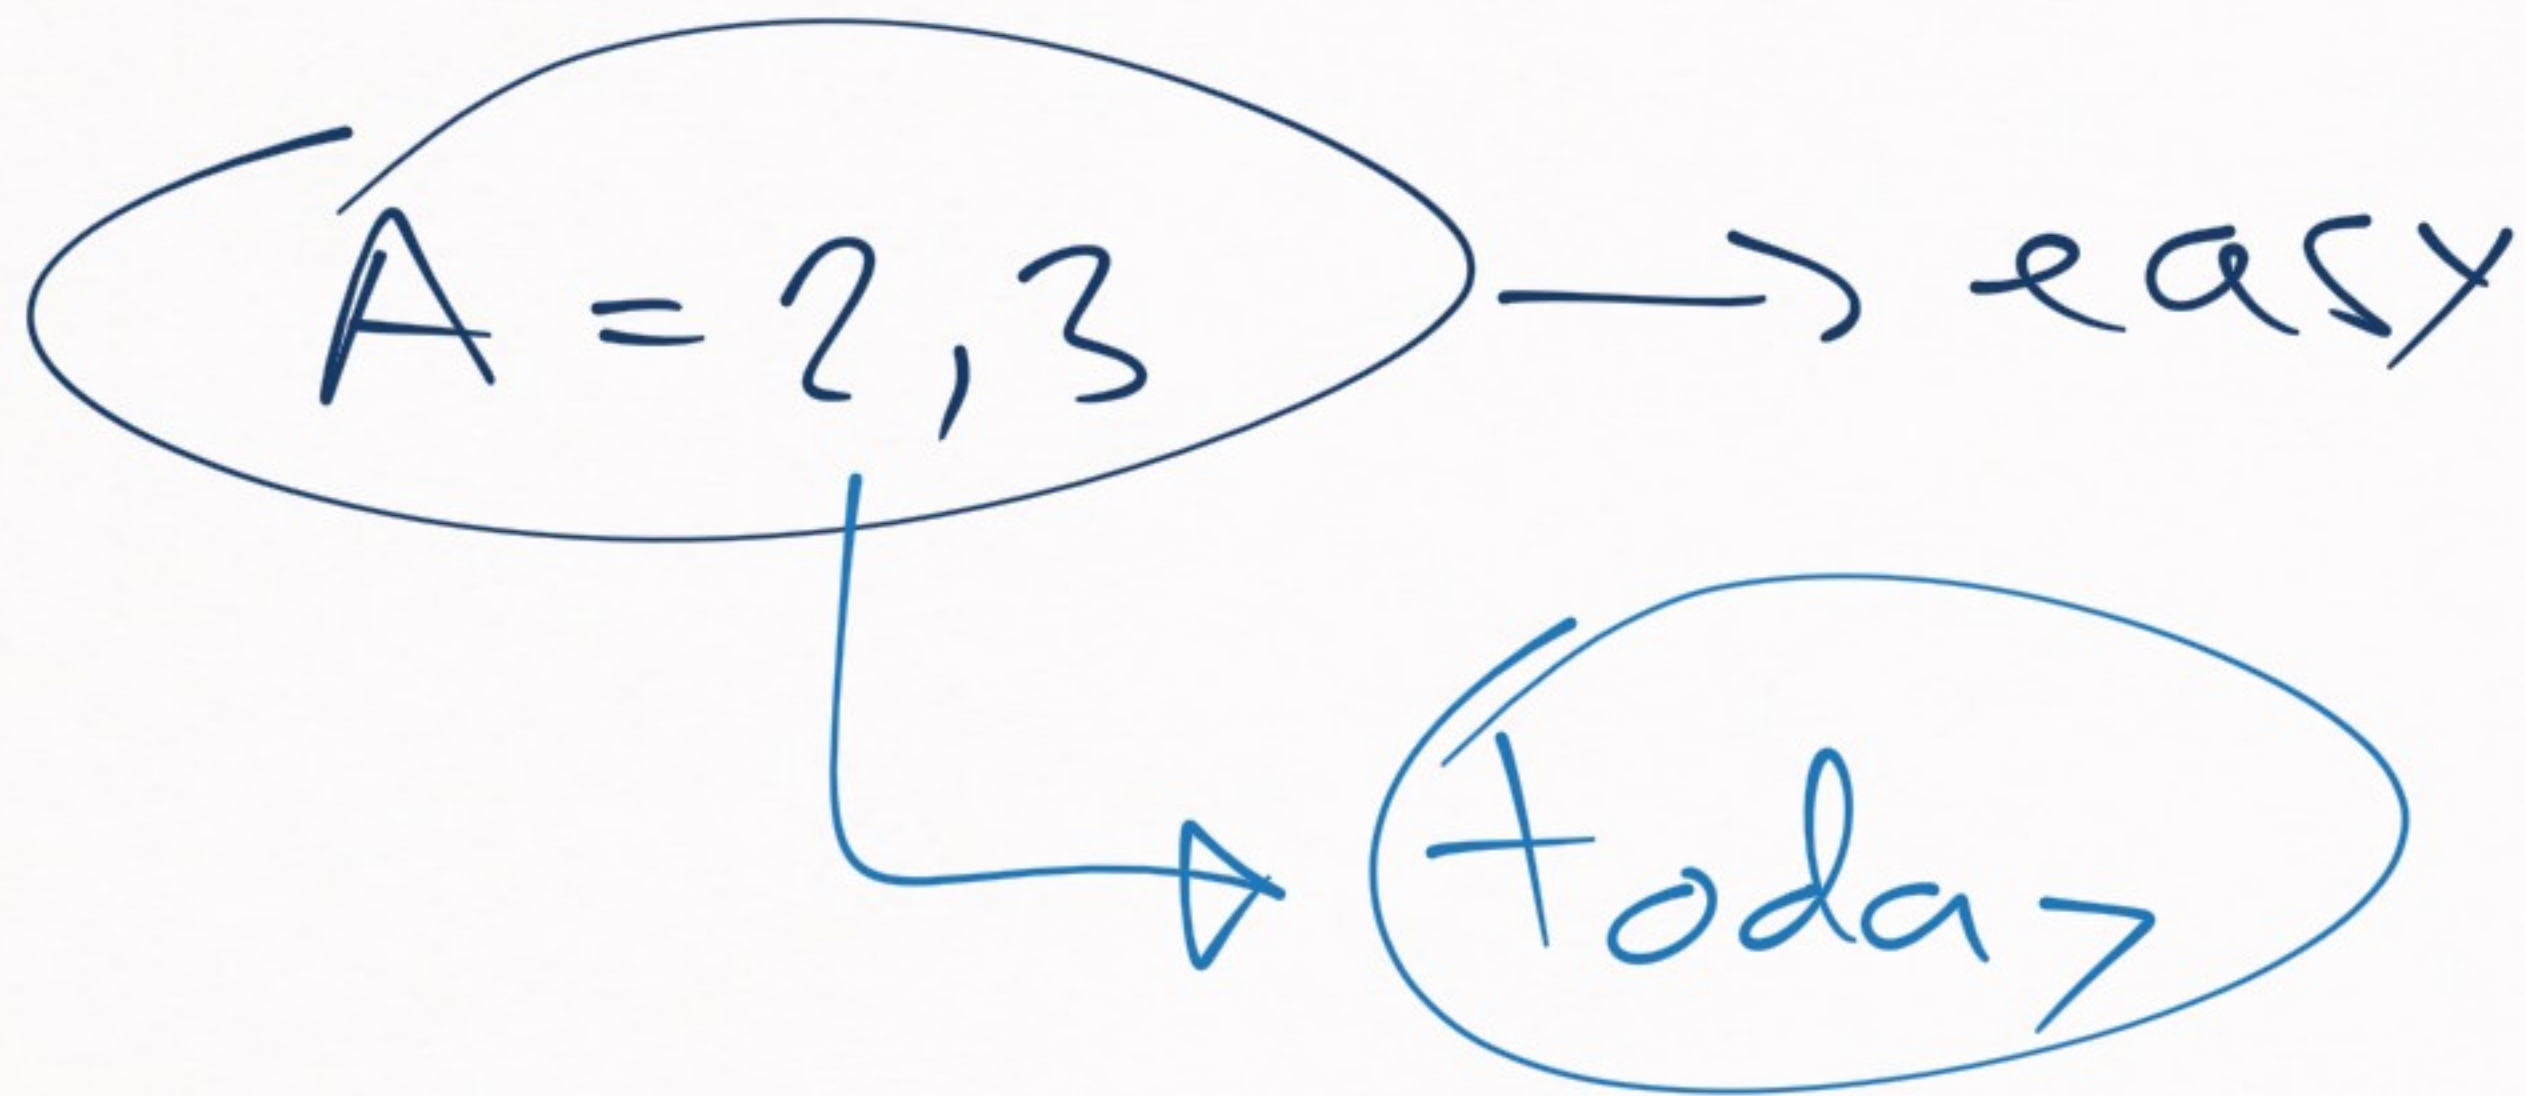 A = 2,3 → easy
today